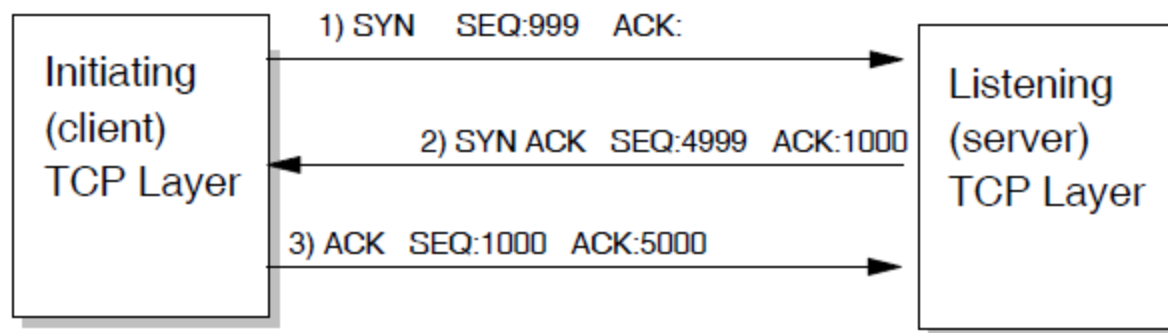 1) SYN SEQ:999 ACK:
Initiating
(client)
TCP Layer
2) SYN ACK SEQ:4999 ACK:1000
3) ACK SEQ:1000 ACK:5000
Listening
(server)
TCP Layer